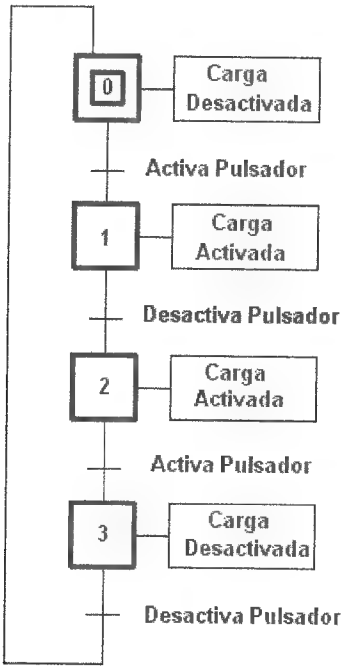 0
Carga
Desactivada
Activa Pulsador
1
Carga
Activada
Desactiva Pulsador
2
Carga
Activada
Activa Pulsador
3
Carga
Desactivada
Desactiva Pulsador